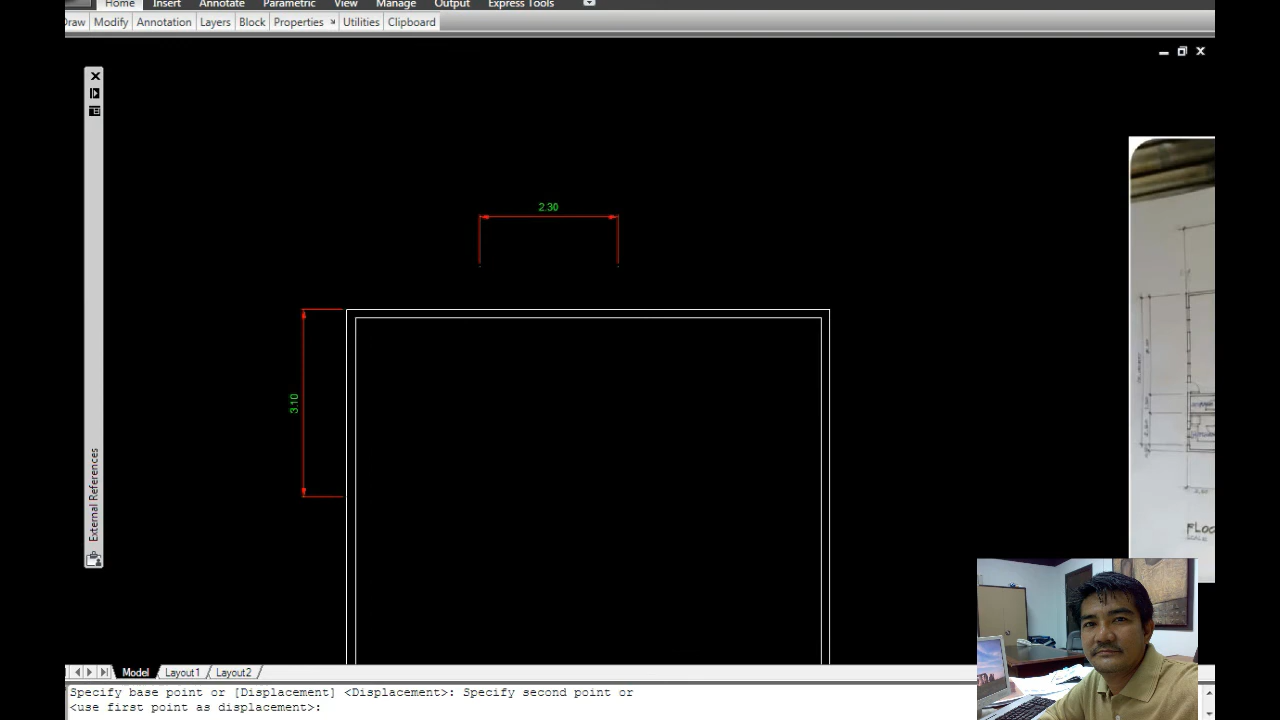 Home Insert Annotate Parametric View Manage Output Express Tools
Draw Modify Annotation Layers Block Properties Utilities Clipboard
2.30
3.10
External References
FLOO
Model Layout1 Layout2
Specify base point or [Displacement] <Displacement>: Specify second point or
<use first point as displacement>: